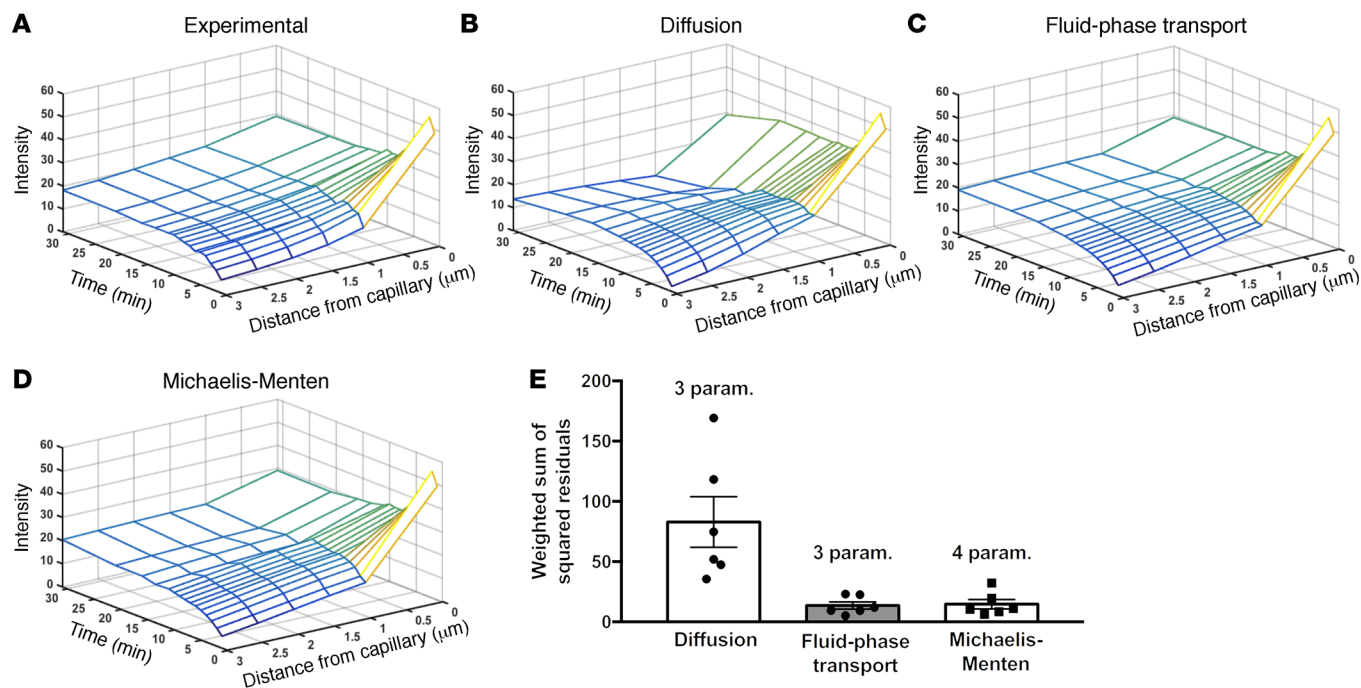 A
Experimental
Intensity
60
50
40
30
20
10
0
30
25
20
15
10
5
0
Time (min)
3
2.5
2
1.5
1
0.5
0
Distance from capillary (μm)
B
Diffusion
Intensity
60
50
40
30
20
10
0
30
25
20
15
10
5
0
Time (min)
3
2.5
2
1.5
1
0.5
0
Distance from capillary (μm)
C
Fluid-phase transport
Intensity
60
50
40
30
20
10
0
30
25
20
15
10
5
0
Time (min)
3
2.5
2
1.5
1
0.5
0
Distance from capillary (μm)
D
Michaelis-Menten
Intensity
60
50
40
30
20
10
0
30
25
20
15
10
5
0
Time (min)
3
2.5
2
1.5
1
0.5
0
Distance from capillary (μm)
E
Weighted sum of
squared residuals
200
150
100
50
0
3 param.
3 param.
4 param.
Diffusion
Fluid-phase
transport
Michaelis-
Menten